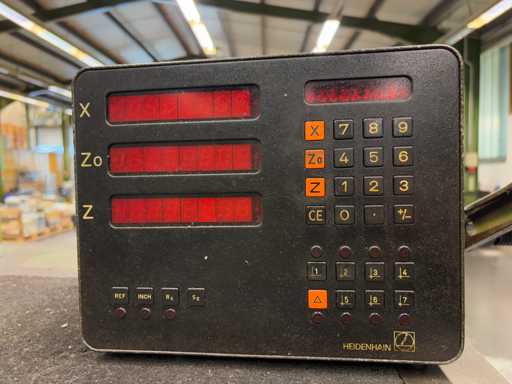 X
Zo
Z
X 7 8 9
Zo 4 5 6
Z 1 2 3
CE 0 . +/-
1 2 3 4
△ 5 6 7
REF INCH
HEIDENHAIN